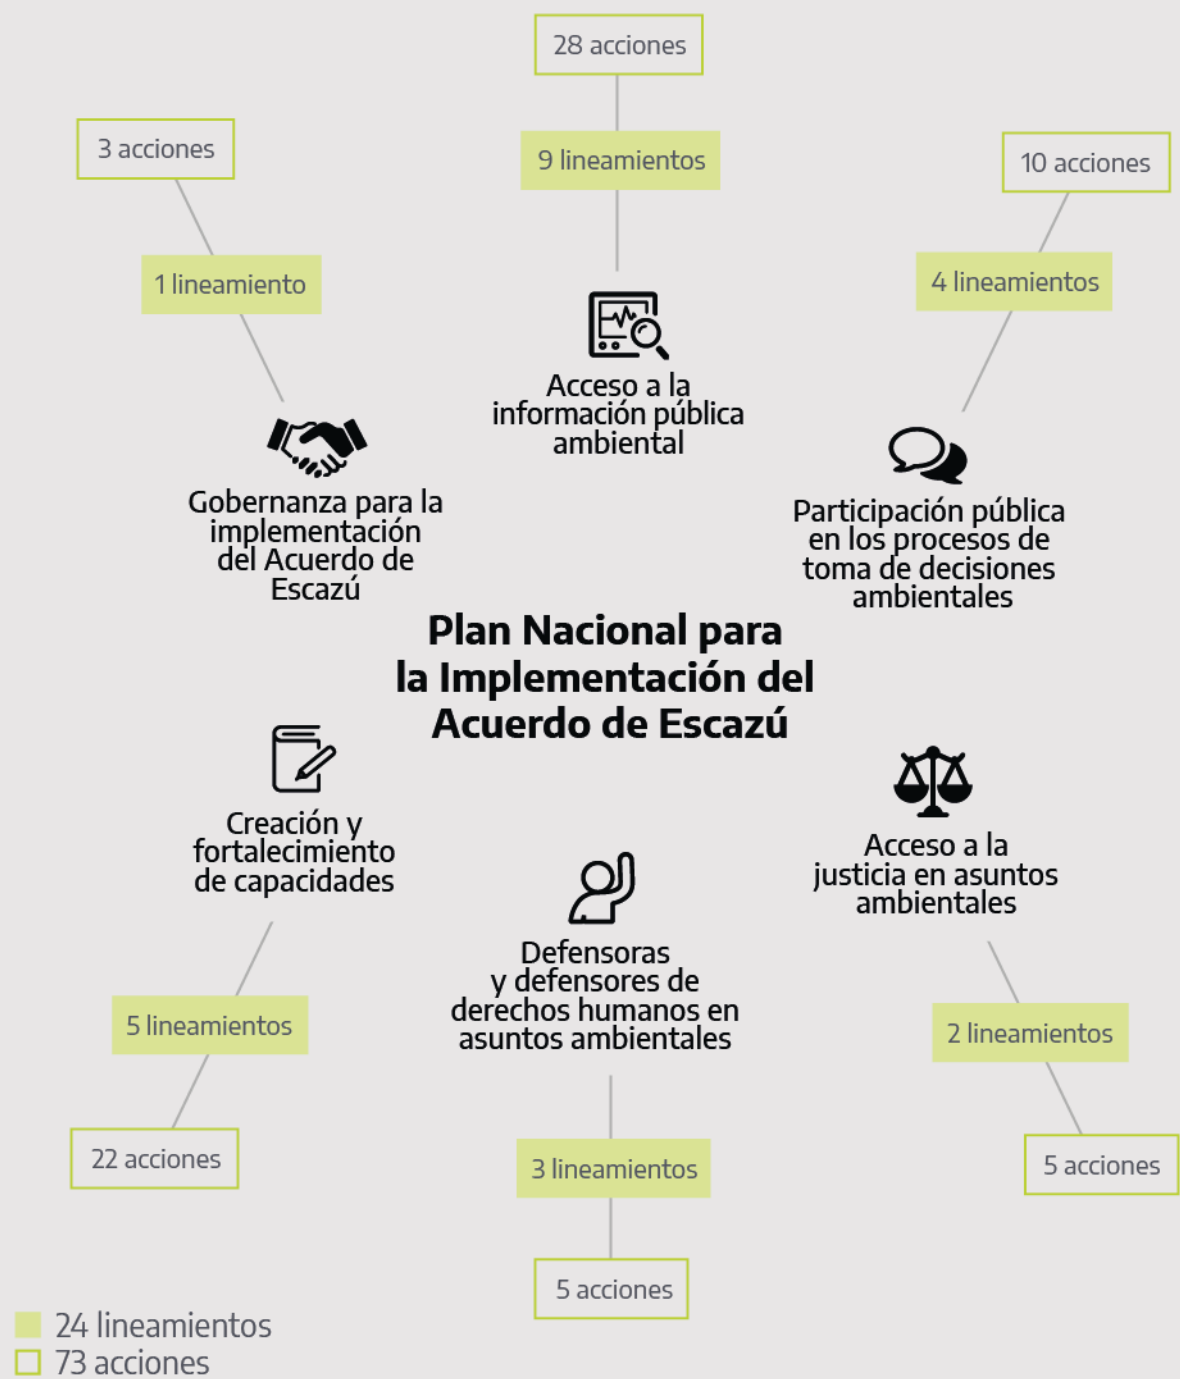 28 acciones
9 lineamientos
Acceso a la
información pública
ambiental
3 acciones
1 lineamiento
Gobernanza para la
implementación
del Acuerdo de
Escazú
10 acciones
4 lineamientos
Participación pública
en los procesos de
toma de decisiones
ambientales
Plan Nacional para
la Implementación del
Acuerdo de Escazú
Creación y
fortalecimiento
de capacidades
5 lineamientos
22 acciones
Defensoras
y defensores de
derechos humanos en
asuntos ambientales
3 lineamientos
5 acciones
Acceso a la
justicia en asuntos
ambientales
2 lineamientos
5 acciones
24 lineamientos
73 acciones